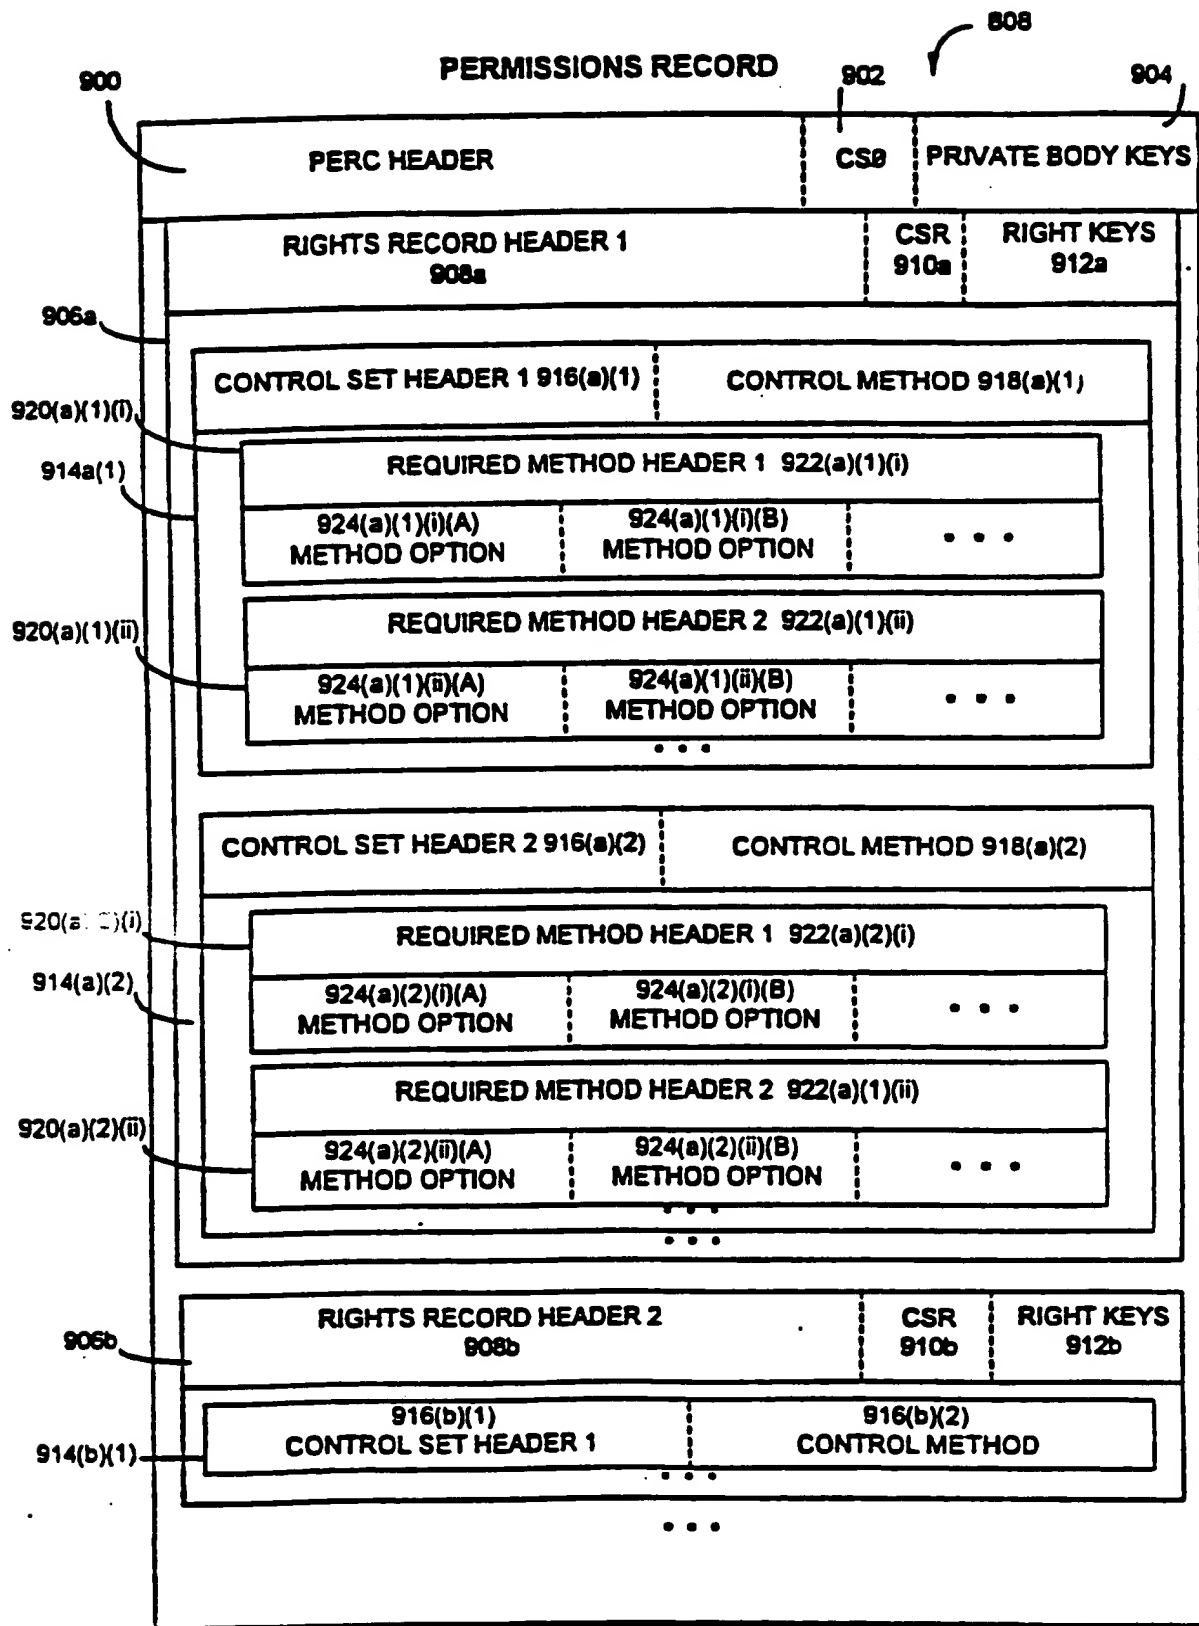 808
PERMISSIONS RECORD
900
902
904
PERC HEADER
CS0
PRIVATE BODY KEYS
RIGHTS RECORD HEADER 1
908a
CSR
910a
RIGHT KEYS
912a
906a
CONTROL SET HEADER 1 916(a)(1)
CONTROL METHOD 918(a)(1)
920(a)(1)(i)
REQUIRED METHOD HEADER 1 922(a)(1)(i)
914a(1)
924(a)(1)(i)(A)
METHOD OPTION
924(a)(1)(i)(B)
METHOD OPTION
• • •
920(a)(1)(ii)
REQUIRED METHOD HEADER 2 922(a)(1)(ii)
924(a)(1)(ii)(A)
METHOD OPTION
924(a)(1)(ii)(B)
METHOD OPTION
• • •
• • •
CONTROL SET HEADER 2 916(a)(2)
CONTROL METHOD 918(a)(2)
920(a)(2)(i)
REQUIRED METHOD HEADER 1 922(a)(2)(i)
914(a)(2)
924(a)(2)(i)(A)
METHOD OPTION
924(a)(2)(i)(B)
METHOD OPTION
• • •
REQUIRED METHOD HEADER 2 922(a)(1)(ii)
920(a)(2)(ii)
924(a)(2)(ii)(A)
METHOD OPTION
924(a)(2)(ii)(B)
METHOD OPTION
• • •
• • •
• • •
RIGHTS RECORD HEADER 2
908b
CSR
910b
RIGHT KEYS
912b
906b
916(b)(1)
CONTROL SET HEADER 1
916(b)(2)
CONTROL METHOD
914(b)(1)
• • •
• • •